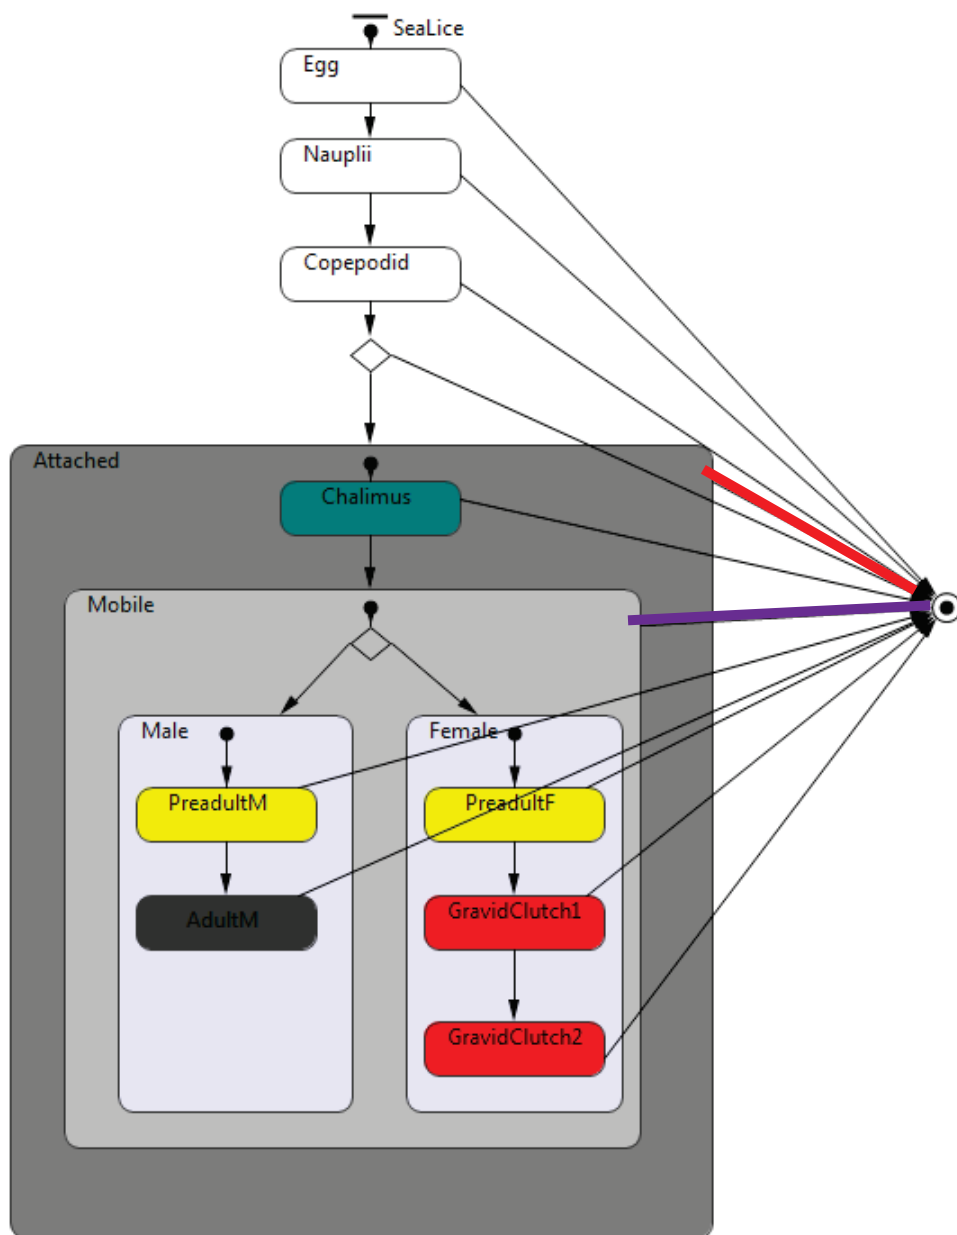 SeaLice
Egg
Nauplii
Copepodid
Attached
Chalimus
Mobile
Male
Female
PreadultM
PreadultF
AdultM
GravidClutch1
GravidClutch2